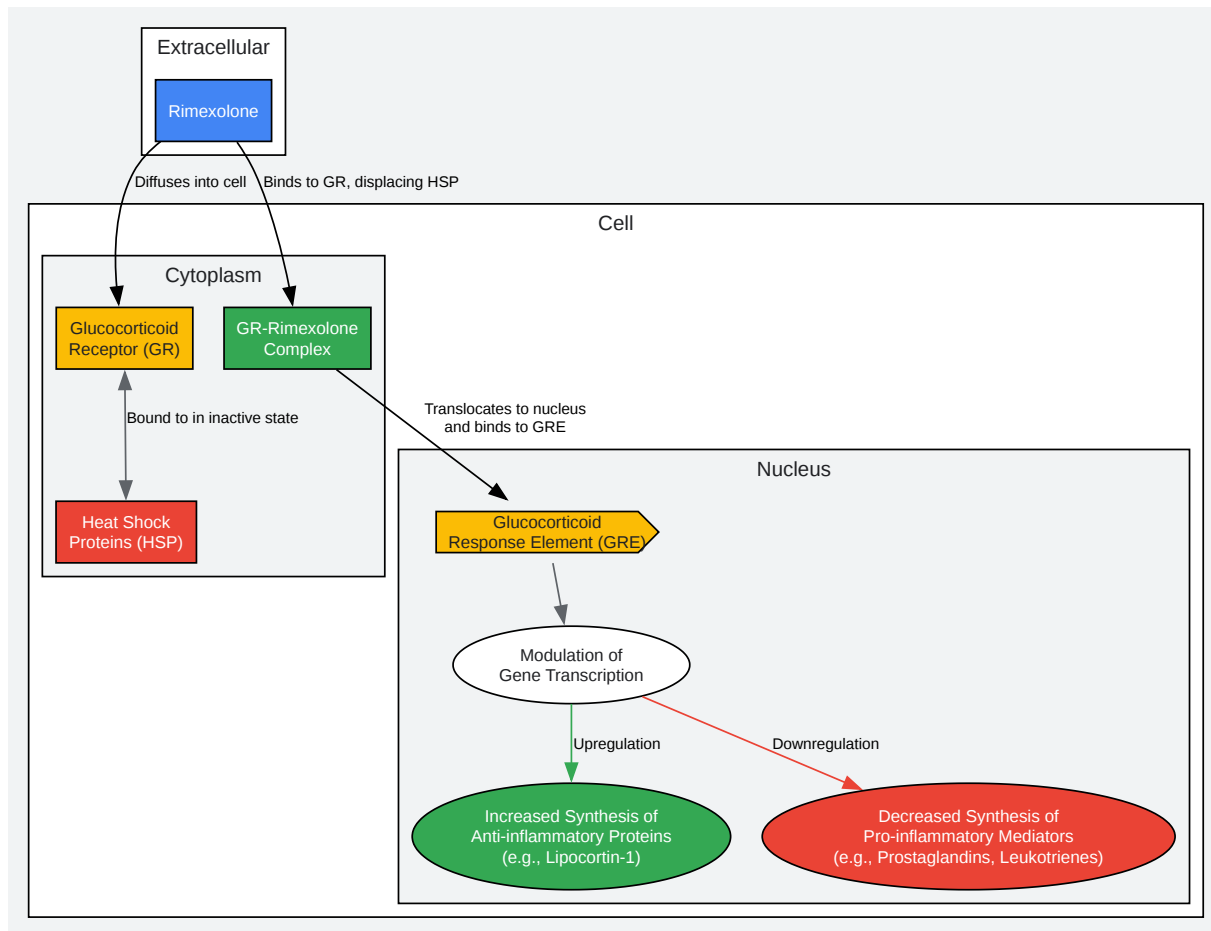 Extracellular
Rimexolone
Diffuses into cell
Binds to GR, displacing HSP
Cell
Cytoplasm
Glucocorticoid
Receptor (GR)
GR-Rimexolone
Complex
Bound to in inactive state
Translocates to nucleus
and binds to GRE
Heat Shock
Proteins (HSP)
Nucleus
Glucocorticoid
Response Element (GRE)
Modulation of
Gene Transcription
Upregulation
Downregulation
Increased Synthesis of
Anti-inflammatory Proteins
(e.g., Lipocortin-1)
Decreased Synthesis of
Pro-inflammatory Mediators
(e.g., Prostaglandins, Leukotrienes)